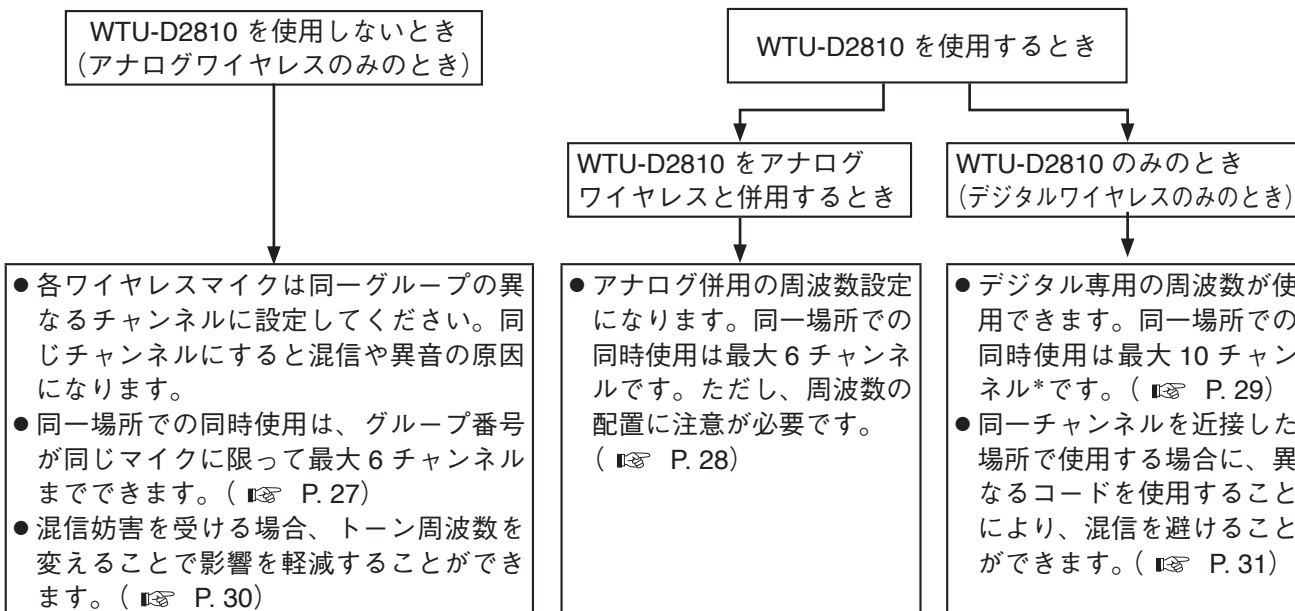 WTU-D2810 を使用しないとき
（アナログワイヤレスのみのとき）
WTU-D2810 を使用するとき
WTU-D2810 をアナログ
ワイヤレスと併用するとき
WTU-D2810 のみのとき
（デジタルワイヤレスのみのとき）
● 各ワイヤレスマイクは同一グループの異
なるチャンネルに設定してください。同
じチャンネルにすると混信や異音の原因
になります。
● 同一場所での同時使用は、グループ番号
が同じマイクに限って最大 6 チャンネル
までできます。（ ☞ P. 27）
● 混信妨害を受ける場合、トーン周波数を
変えることで影響を軽減することができ
ます。（ ☞ P. 30）
● アナログ併用の周波数設定
になります。同一場所での
同時使用は最大 6 チャンネ
ルです。ただし、周波数の
配置に注意が必要です。
（ ☞ P. 28）
● デジタル専用の周波数が使
用できます。同一場所での
同時使用は最大 10 チャン
ネル*です。（ ☞ P. 29）
● 同一チャンネルを近接した
場所で使用する場合に、異
なるコードを使用すること
により、混信を避けること
ができます。（ ☞ P. 31）